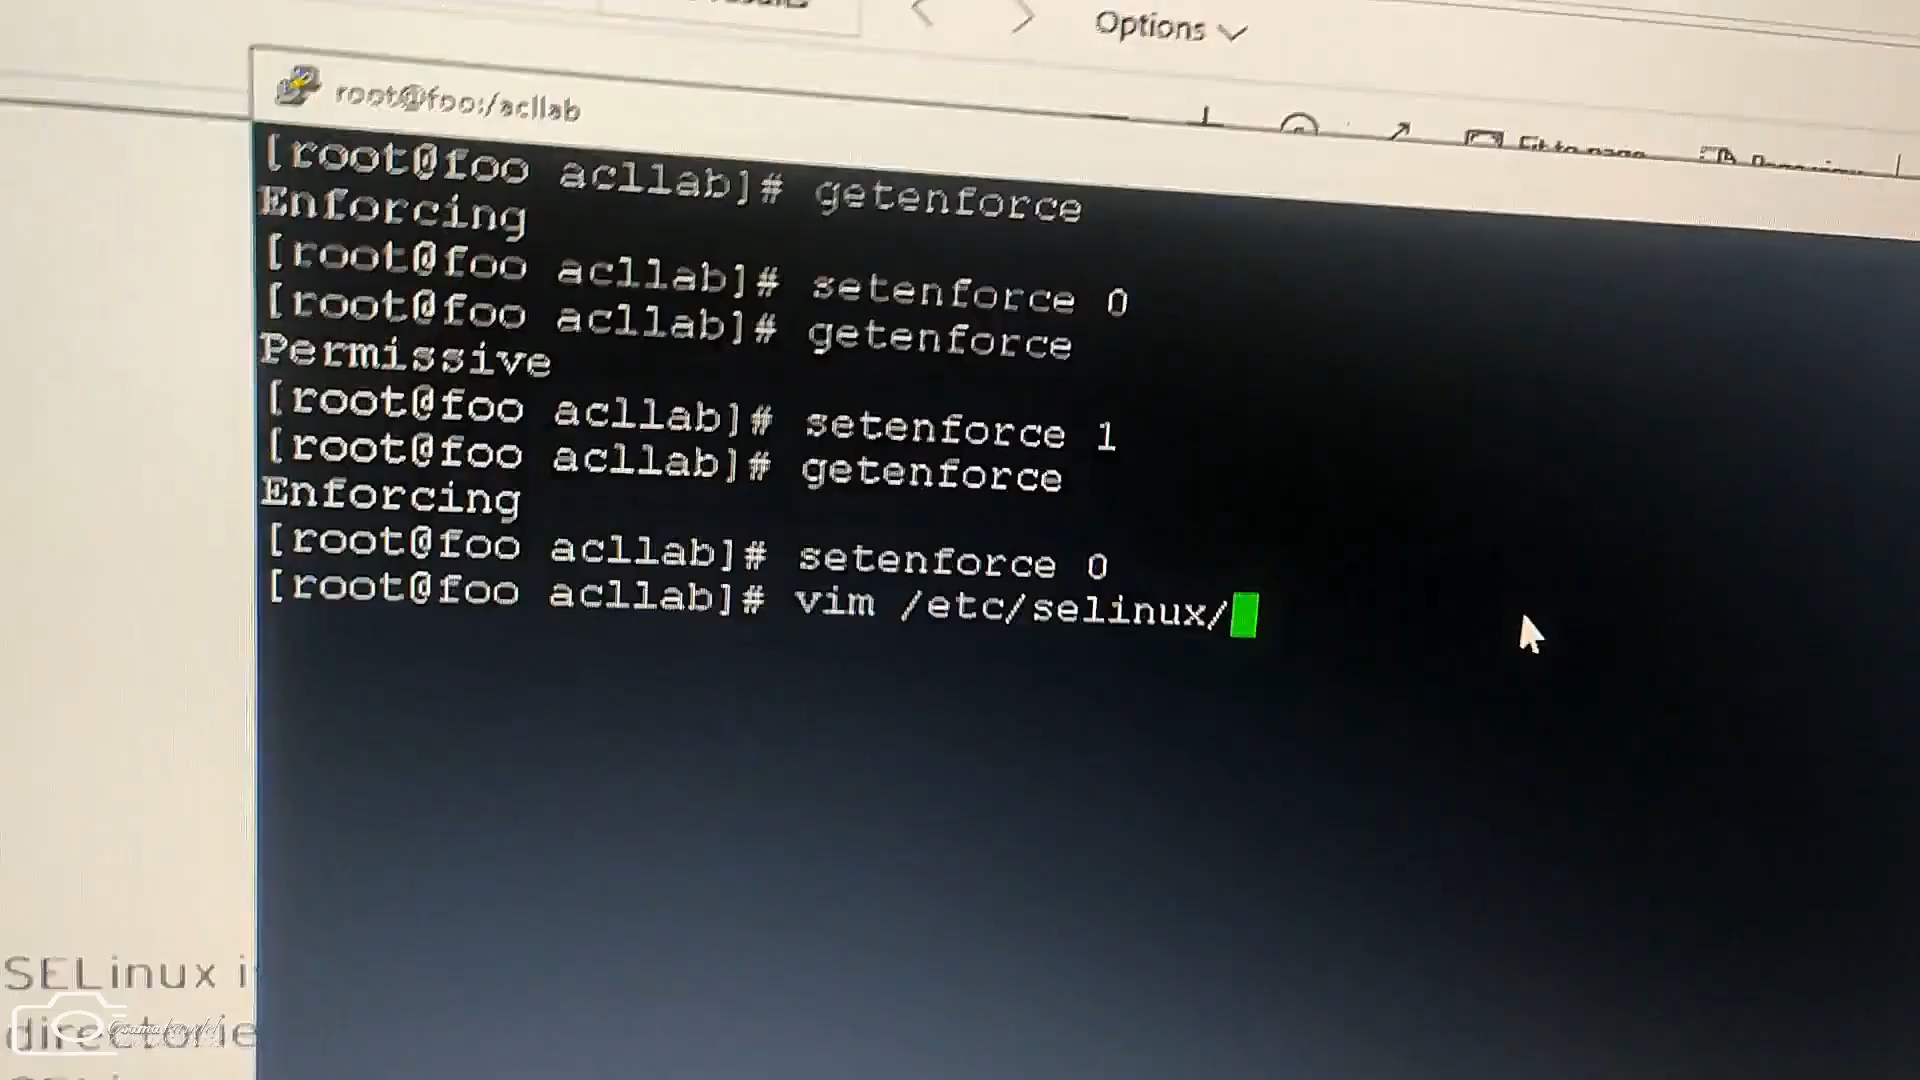 Options
root@foo:/acllab
[root@foo acllab]# getenforce
Enforcing
[root@foo acllab]# setenforce 0
[root@foo acllab]# getenforce
Permissive
[root@foo acllab]# setenforce 1
[root@foo acllab]# getenforce
Enforcing
[root@foo acllab]# setenforce 0
[root@foo acllab]# vim /etc/selinux/
SELinux i
directorie